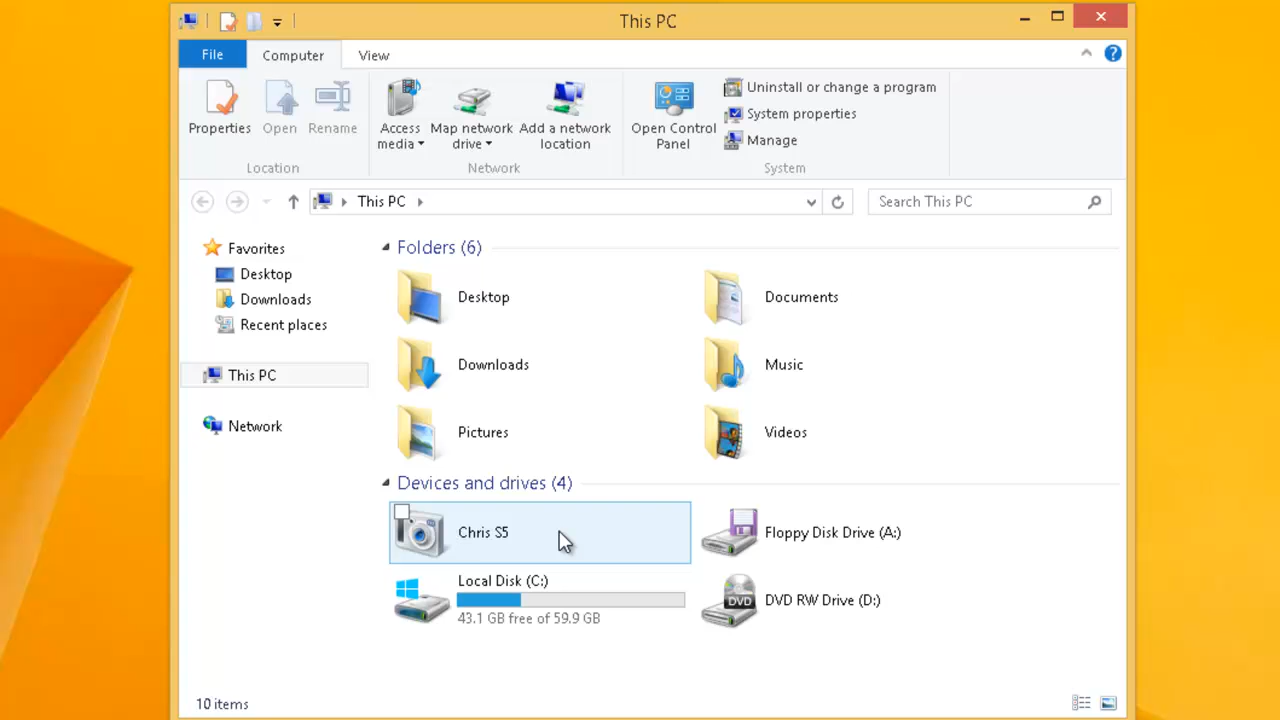 This PC
File
Computer
View
Properties
Open
Rename
Access media
Map network drive
Add a network location
Open Control Panel
Uninstall or change a program
System properties
Manage
Location
Network
System
This PC
Search This PC
Favorites
Desktop
Downloads
Recent places
This PC
Network
Folders (6)
Desktop
Documents
Downloads
Music
Pictures
Videos
Devices and drives (4)
Chris S5
Floppy Disk Drive (A:)
Local Disk (C:)
43.1 GB free of 59.9 GB
DVD
DVD RW Drive (D:)
10 items